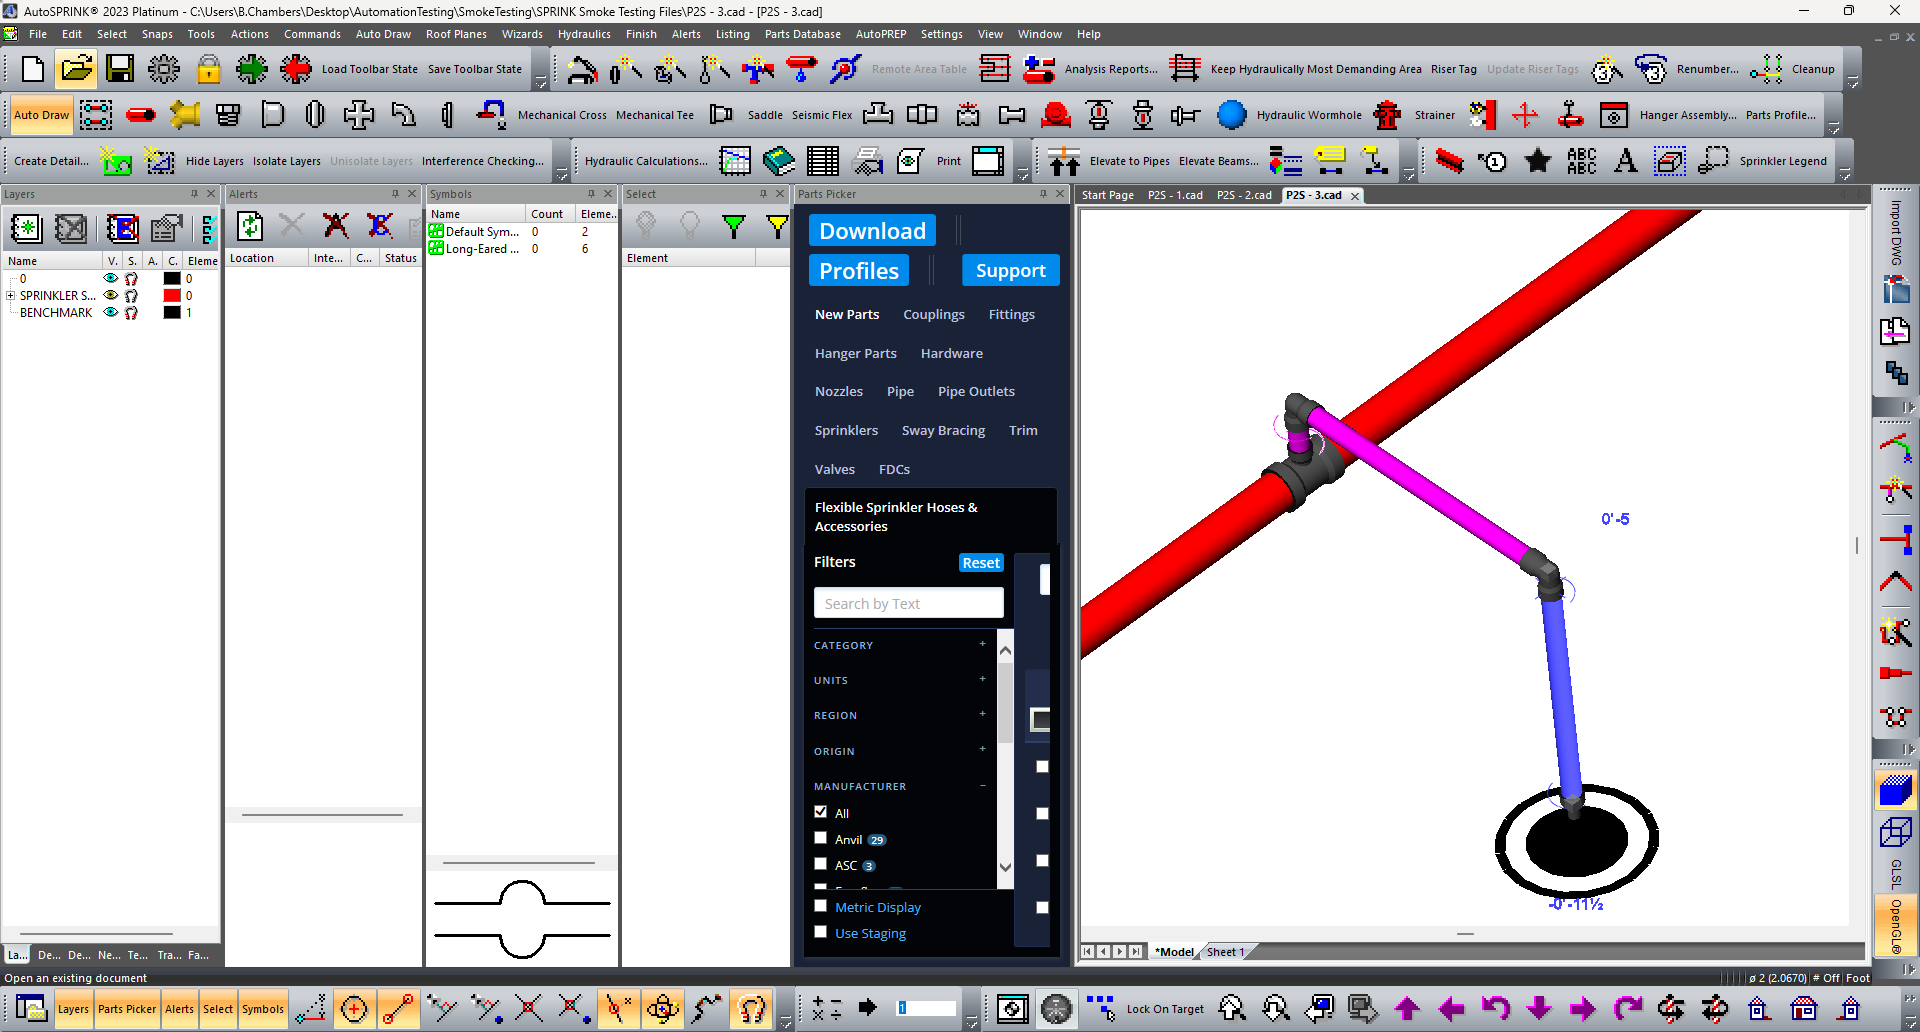 AutoSPRINK® 2023 Platinum - C:\Users\B.Chambers\Desktop\AutomationTesting\SmokeTesting\SPRINK Smoke Testing Files\P2S - 3.cad - [P2S - 3.cad]
File Edit Select Snaps Tools Actions Commands Auto Draw Roof Planes Wizards Hydraulics Finish Alerts Listing Parts Database AutoPREP Settings View Window Help
Load Toolbar State Save Toolbar State Remote Area Table Analysis Reports... Keep Hydraulically Most Demanding Area Riser Tag Update Riser Tags Renumber... Cleanup
Auto Draw Mechanical Cross Mechanical Tee Saddle Seismic Flex Hydraulic Wormhole Strainer Hanger Assembly... Parts Profile...
Create Detail... Hide Layers Isolate Layers Unisolate Layers Interference Checking... Hydraulic Calculations... Print Elevate to Pipes Elevate Beams... ABC ABC A Sprinkler Legend
Layers Alerts Symbols Select Parts Picker
Start Page P2S - 1.cad P2S - 2.cad P2S - 3.cad
Name V. S. A. C. Eleme
0 0
SPRINKLER S... 0
BENCHMARK 1
Location Inte... C... Status
Name Count Eleme...
Default Sym... 0 2
Long-Eared ... 0 6
Element
Download
Profiles Support
New Parts Couplings Fittings
Hanger Parts Hardware
Nozzles Pipe Pipe Outlets
Sprinklers Sway Bracing Trim
Valves FDCs
Flexible Sprinkler Hoses &
Accessories
Filters Reset
Search by Text
CATEGORY +
UNITS +
REGION +
ORIGIN +
MANUFACTURER −
All
Anvil 29
ASC 3
Metric Display
Use Staging
0'-5
-0'-11½
Import DWG
GLSL
OpenGL®
*Model Sheet 1
La... De... De... Ne... Te... Tra... Fa...
Open an existing document
ø 2 (2.0670) # Off Foot
Layers Parts Picker Alerts Select Symbols 1 Lock On Target